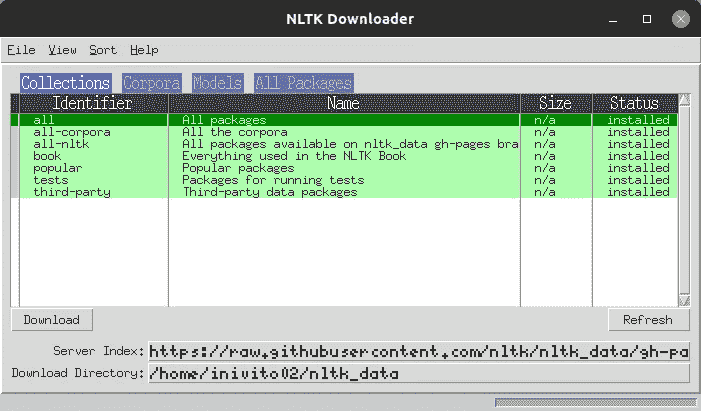 NLTK Downloader
File View Sort Help
Collections Corpora Models All Packages
Identifier Name Size Status
all All packages n/a installed
all-corpora All the corpora n/a installed
all-nltk All packages available on nltk_data gh-pages bra n/a installed
book Everything used in the NLTK Book n/a installed
popular Popular packages n/a installed
tests Packages for running tests n/a installed
third-party Third-party data packages n/a installed
Download Refresh
Server Index: https://raw.githubusercontent.com/nltk/nltk_data/gh-pa
Download Directory: /home/inivito02/nltk_data